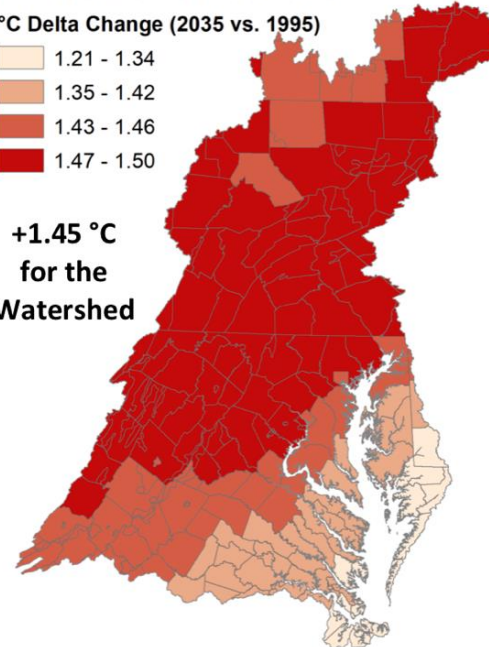 °C Delta Change (2035 vs. 1995)
1.21 - 1.34
1.35 - 1.42
1.43 - 1.46
1.47 - 1.50
+1.45 °C
for the
Watershed